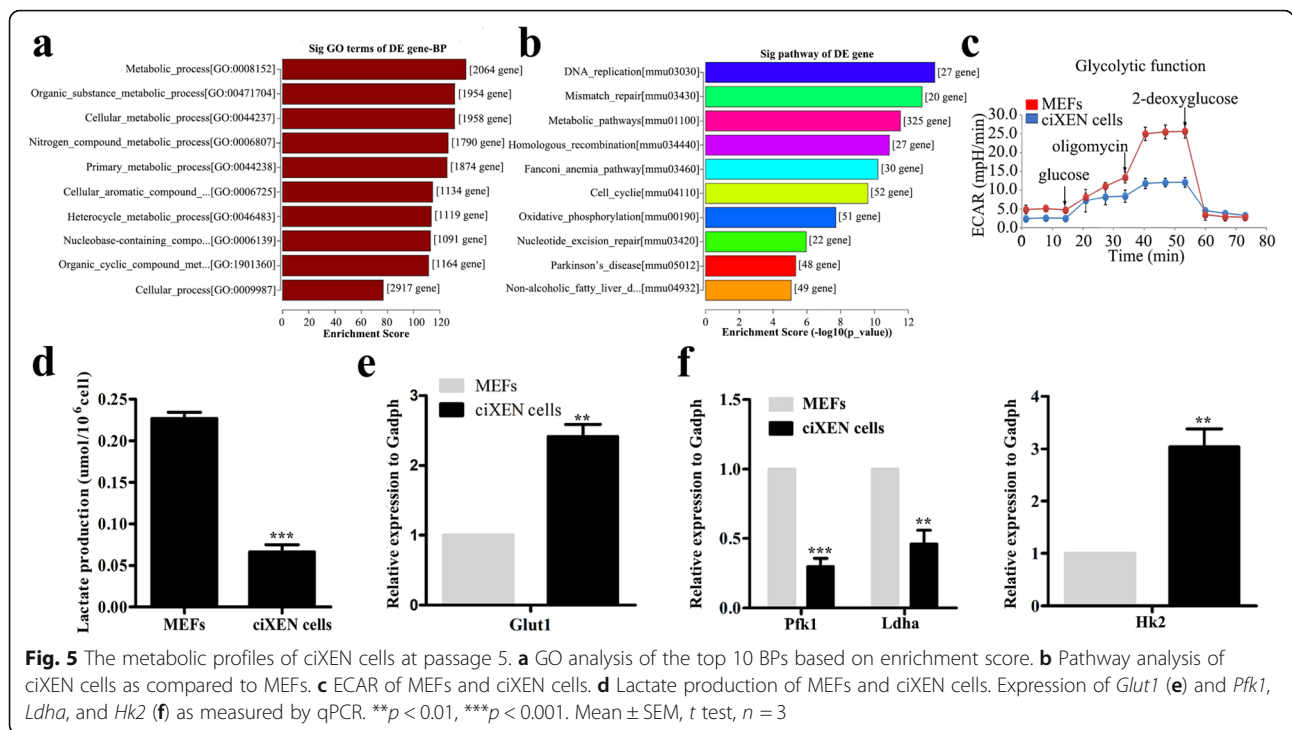 a
Sig GO terms of DE gene-BP
Metabolic_process[GO:0008152]
[2064 gene]
Organic_substance_metabolic_process[GO:00471704]
[1954 gene]
Cellular_metabolic_process[GO:0044237]
[1958 gene]
Nitrogen_compound_metabolic_process[GO:0006807]
[1790 gene]
Primary_metabolic_process[GO:0044238]
[1874 gene]
Cellular_aromatic_compound_...[GO:0006725]
[1134 gene]
Heterocycle_metabolic_process[GO:0046483]
[1119 gene]
Nucleobase-containing_compo...[GO:0006139]
[1091 gene]
Organic_cyclic_compound_met...[GO:1901360]
[1164 gene]
Cellular_process[GO:0009987]
[2917 gene]
0 20 40 60 80 100 120
Enrichment Score
b
Sig pathway of DE gene
DNA_replication[mmu03030]
[27 gene]
Mismatch_repair[mmu03430]
[20 gene]
Metabolic_pathways[mmu01100]
[325 gene]
Homologous_recombination[mmu034440]
[27 gene]
Fanconi_anemia_pathway[mmu03460]
[30 gene]
Cell_cyclie[mmu04110]
[52 gene]
Oxidative_phosphorylation[mmu00190]
[51 gene]
Nucleotide_excision_repair[mmu03420]
[22 gene]
Parkinson's_disease[mmu05012]
[48 gene]
Non-alcoholic_fatty_liver_d...[mmu04932]
[49 gene]
0 2 4 6 8 10 12
Enrichment Score (-log10(p_value))
c
Glycolytic function
MEFs
ciXEN cells
2-deoxyglucose
oligomycin
glucose
ECAR (mpH/min)
30.0
25.0
20.0
15.0
10.0
5.0
0.0
0 10 20 30 40 50 60 70 80
Time (min)
d
Lactate production (umol/10^6cell)
0.25
0.20
0.15
0.10
0.05
0.00
***
MEFs ciXEN cells
e
MEFs
ciXEN cells
Relative expression to Gadph
3
2
1
0
**
Glut1
f
MEFs
ciXEN cells
Relative expression to Gadph
1.5
1.0
0.5
0.0
***
**
Pfk1 Ldha
Relative expression to Gadph
4
3
2
1
0
**
Hk2
Fig. 5 The metabolic profiles of ciXEN cells at passage 5. a GO analysis of the top 10 BPs based on enrichment score. b Pathway analysis of
ciXEN cells as compared to MEFs. c ECAR of MEFs and ciXEN cells. d Lactate production of MEFs and ciXEN cells. Expression of Glut1 (e) and Pfk1,
Ldha, and Hk2 (f) as measured by qPCR. **p < 0.01, ***p < 0.001. Mean ± SEM, t test, n = 3